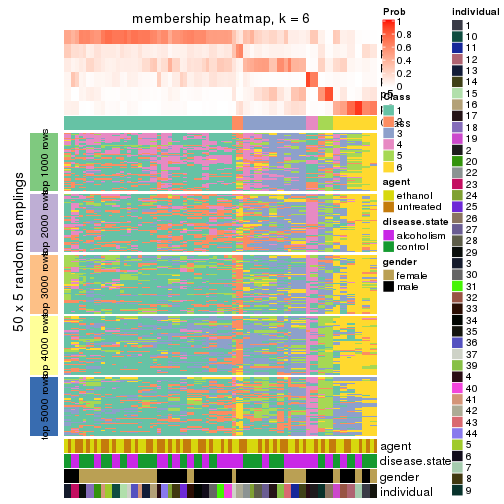 membership heatmap, k = 6
50 x 5 random samplings
top 1000 rows
top 2000 rows
top 3000 rows
top 4000 rows
top 5000 rows
Prob
1
0.8
0.6
0.4
0.2
0
Class
1
2
3
4
5
6
agent
ethanol
untreated
disease.state
alcoholism
control
gender
female
male
individual
1
10
11
12
13
14
15
16
17
18
19
2
20
22
23
24
25
26
27
28
29
3
30
31
32
33
34
35
36
37
39
4
40
41
42
43
44
5
6
7
8
9
agent
disease.state
gender
individual